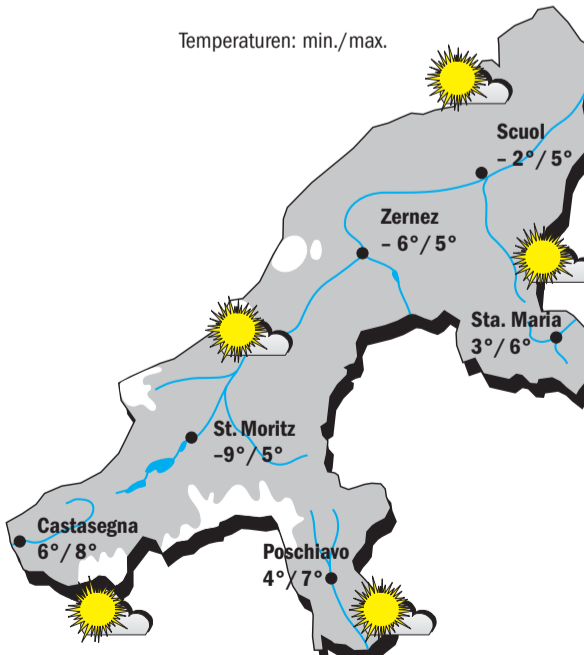 Temperaturen: min./max.
Scuol
– 2°/ 5°
Zernez
– 6°/ 5°
Sta. Maria
3°/ 6°
St. Moritz
–9°/ 5°
Castasegna
6°/ 8°
Poschiavo
4°/ 7°